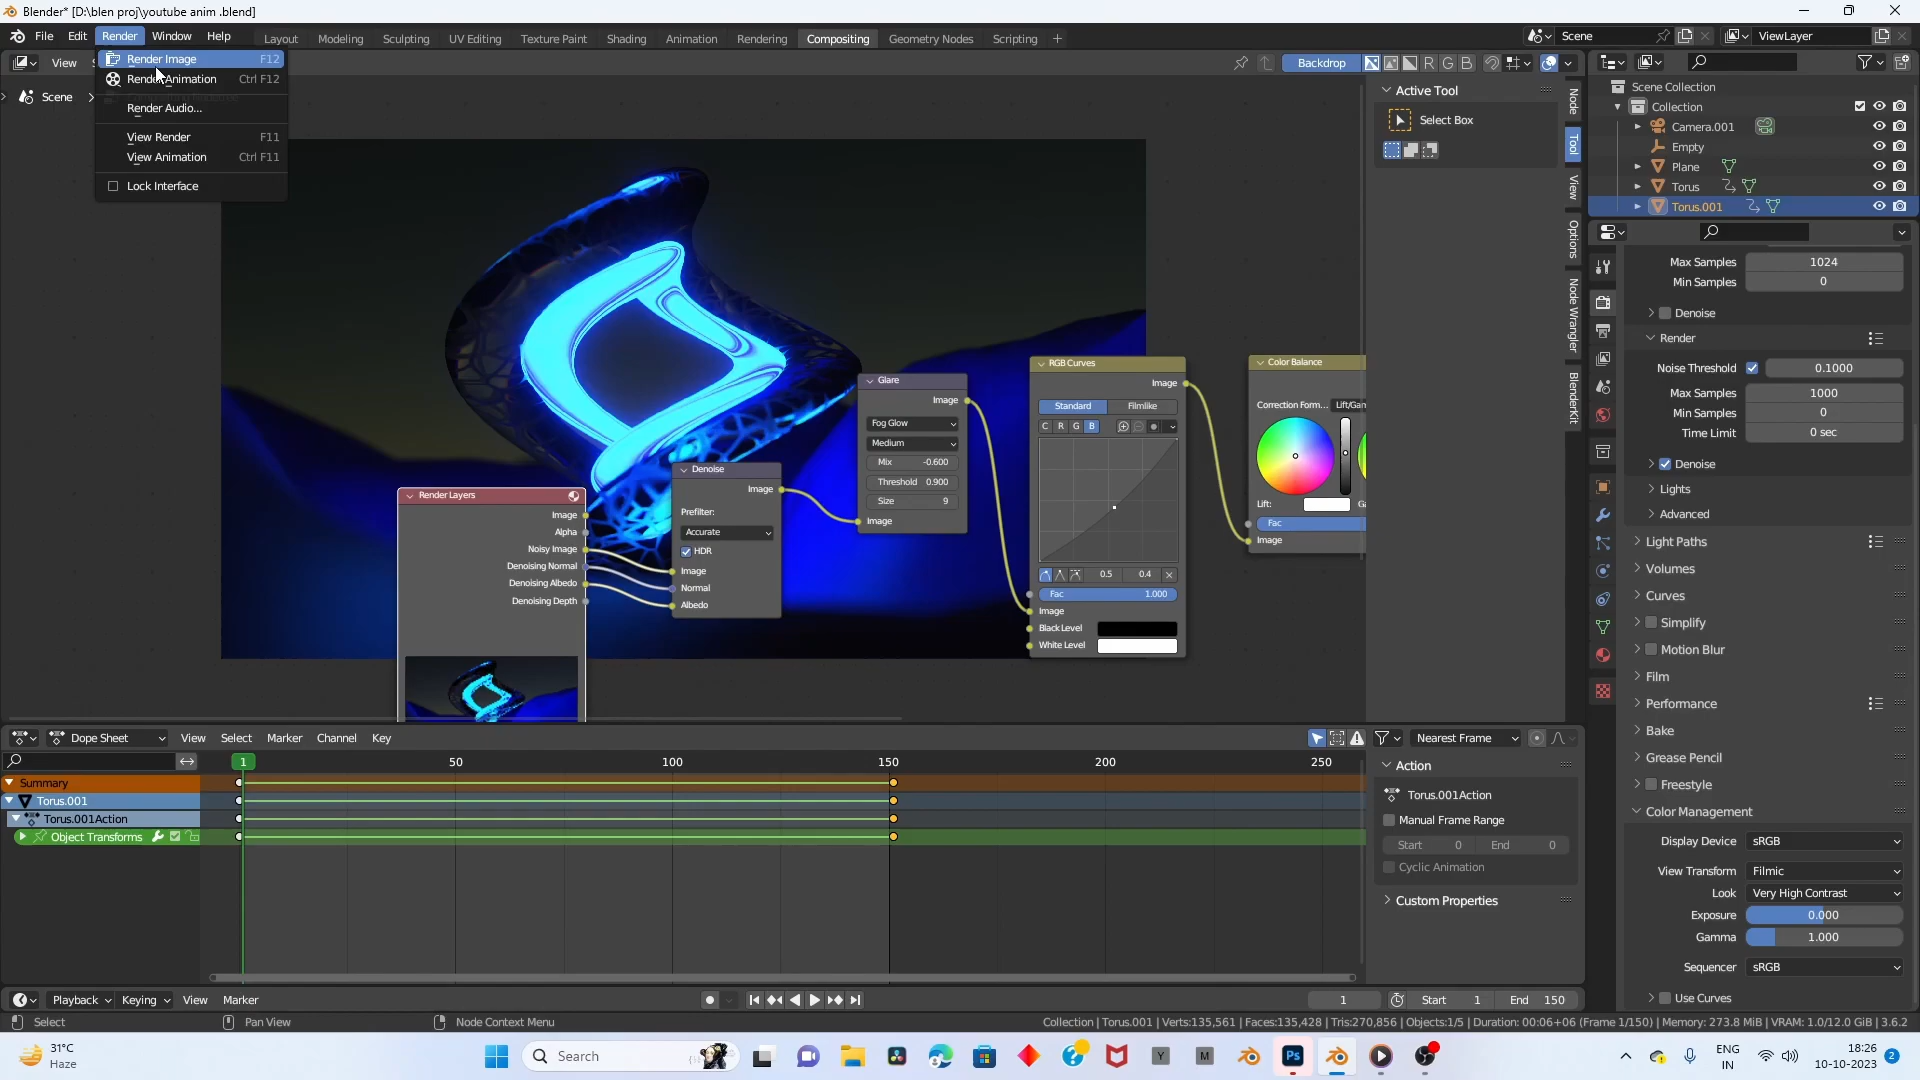 Blender* [D:\blen proj\youtube anim .blend]
File Edit Render Window Help
Layout Modeling Sculpting UV Editing Texture Paint Shading Animation Rendering Compositing Geometry Nodes Scripting +
Scene
ViewLayer
View
Backdrop
R G B
Render Image F12
Render Animation Ctrl F12
Render Audio...
View Render F11
View Animation Ctrl F11
Lock Interface
Scene
Active Tool
Select Box
Node
Tool
View
Options
Node Wrangler
BlenderKit
Scene Collection
Collection
Camera.001
Empty
Plane
Torus
Torus.001
Max Samples 1024
Min Samples 0
Denoise
Render
Noise Threshold 0.1000
Max Samples 1000
Min Samples 0
Time Limit 0 sec
Denoise
Lights
Advanced
Light Paths
Volumes
Curves
Simplify
Motion Blur
Film
Performance
Bake
Grease Pencil
Freestyle
Color Management
Display Device sRGB
View Transform Filmic
Look Very High Contrast
Exposure 0.000
Gamma 1.000
Sequencer sRGB
Use Curves
Render Layers
Image
Alpha
Noisy Image
Denoising Normal
Denoising Albedo
Denoising Depth
Denoise
Image
Prefilter:
Accurate
HDR
Image
Normal
Albedo
Glare
Image
Fog Glow
Medium
Mix -0.600
Threshold 0.900
Size 9
Image
RGB Curves
Image
Standard Filmlike
C R G B
0.5 0.4
Fac 1.000
Image
Black Level
White Level
Color Balance
Correction Form... Lift/Gam
Lift:
Fac
Image
Dope Sheet View Select Marker Channel Key
Nearest Frame
1 50 100 150 200 250
Summary
Torus.001
Torus.001Action
Object Transforms
Action
Torus.001Action
Manual Frame Range
Start 0 End 0
Cyclic Animation
Custom Properties
Playback Keying View Marker
1 Start 1 End 150
Select Pan View Node Context Menu
Collection | Torus.001 | Verts:135,561 | Faces:135,428 | Tris:270,856 | Objects:1/5 | Duration: 00:06+06 (Frame 1/150) | Memory: 273.8 MiB | VRAM: 1.0/12.0 GiB | 3.6.2
31°C
Haze
Search
Y
M
Ps
ENG
IN
18:26
10-10-2023
2